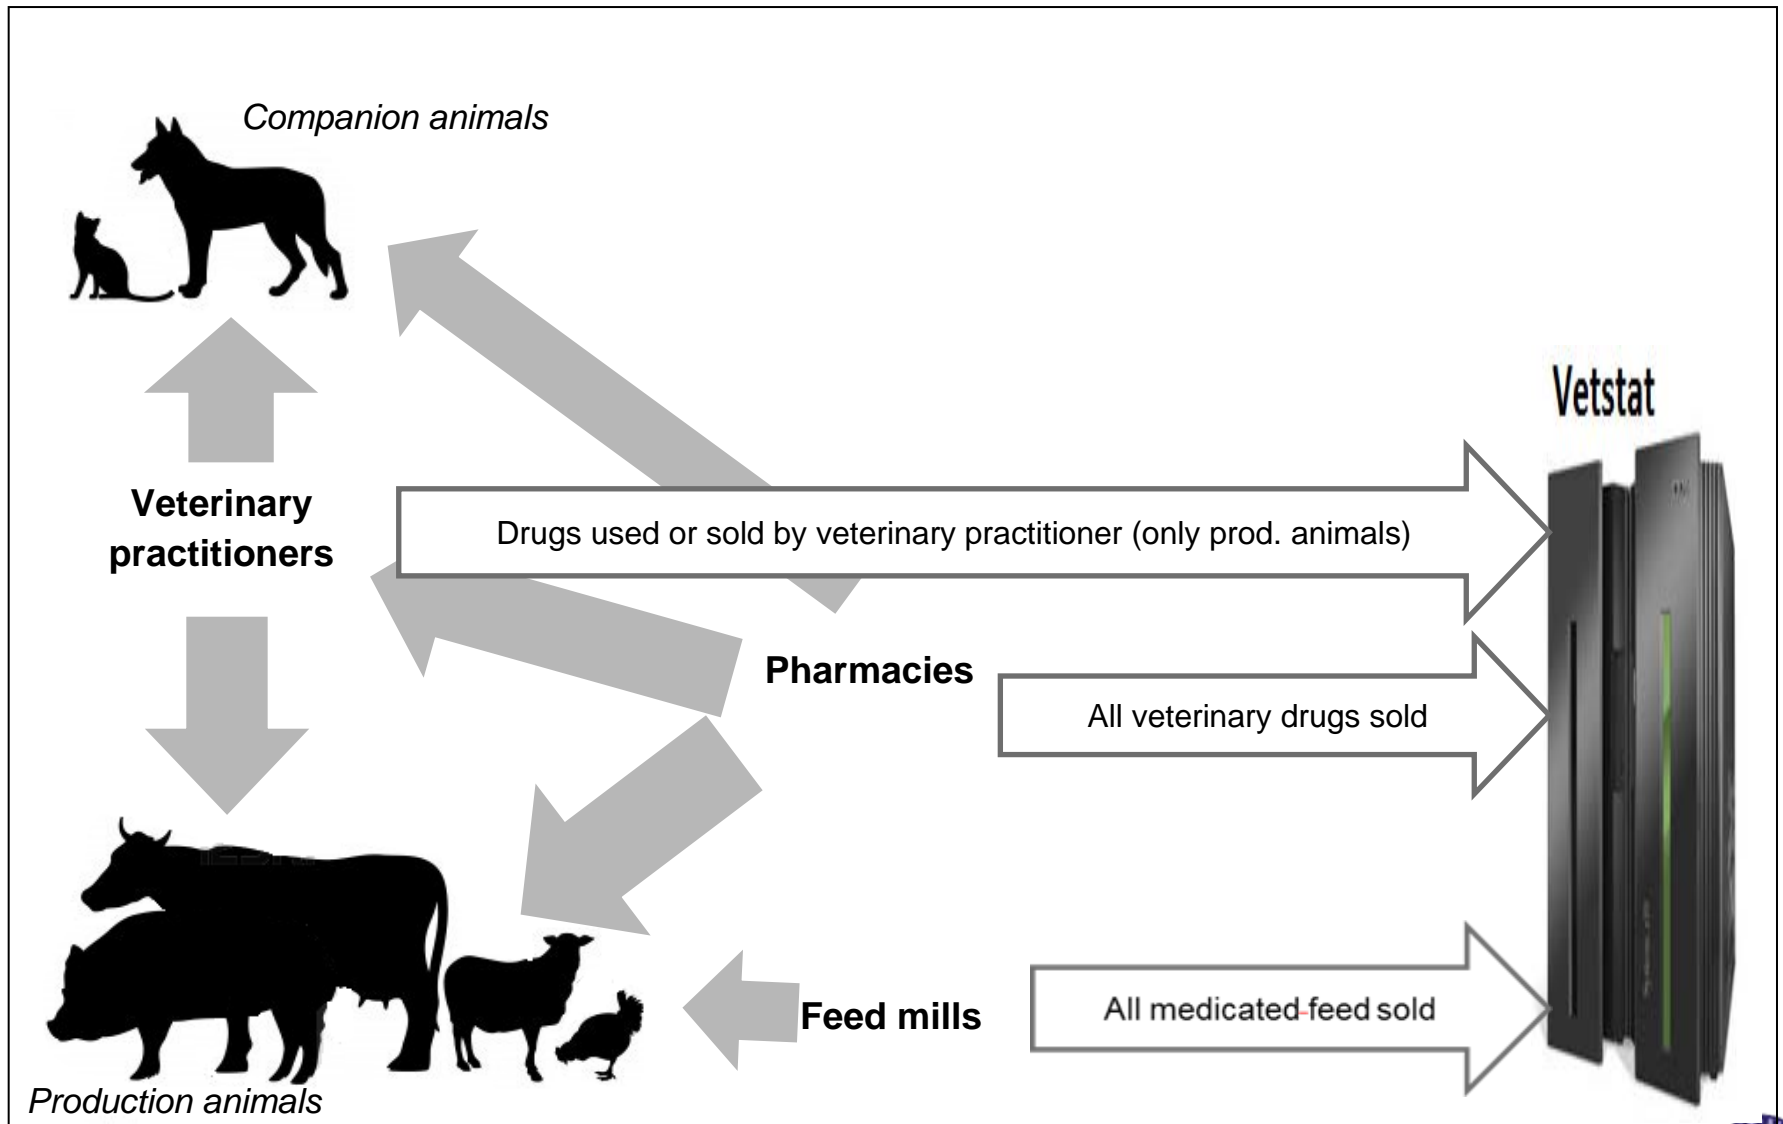 Companion animals
Vetstat
Veterinary
practitioners
Drugs used or sold by veterinary practitioner (only prod. animals)
Pharmacies
All veterinary drugs sold
Feed mills
All medicated-feed sold
Production animals